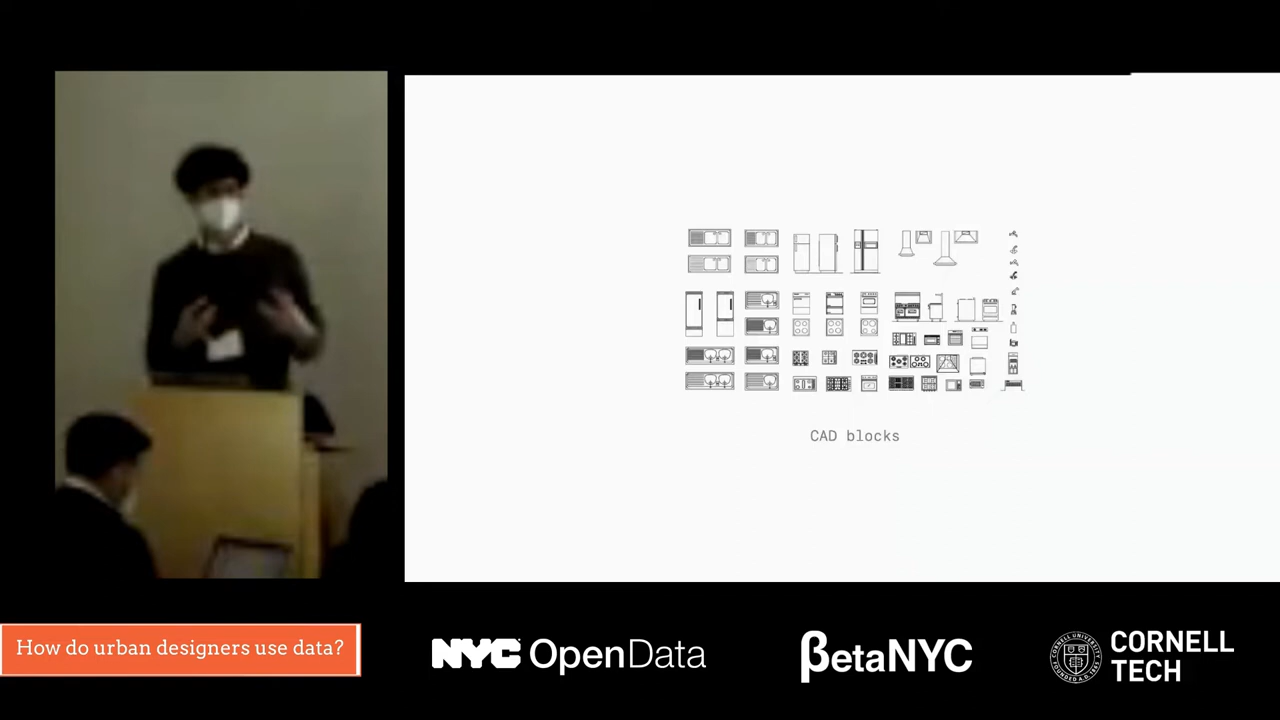 CAD blocks
How do urban designers use data?
NYC OpenData
βetaNYC
CORNELL
TECH